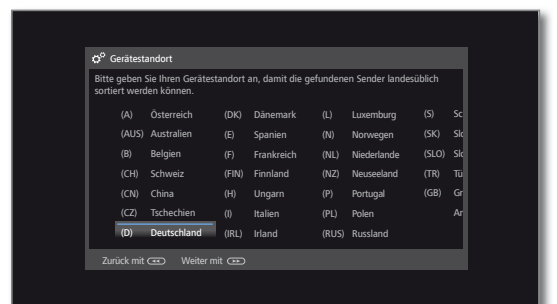 Gerätestandort
Bitte geben Sie Ihren Gerätestandort an, damit die gefundenen Sender landesüblich
sortiert werden können.
(A) Österreich (DK) Dänemark (L) Luxemburg (S)
(AUS) Australien (E) Spanien (N) Norwegen (SK)
(B) Belgien (F) Frankreich (NL) Niederlande (SLO)
(CH) Schweiz (FIN) Finnland (NZ) Neuseeland (TR)
(CN) China (H) Ungarn (P) Portugal (GB)
(CZ) Tschechien (I) Italien (PL) Polen
(D) Deutschland (IRL) Irland (RUS) Russland
Zurück mit Weiter mit